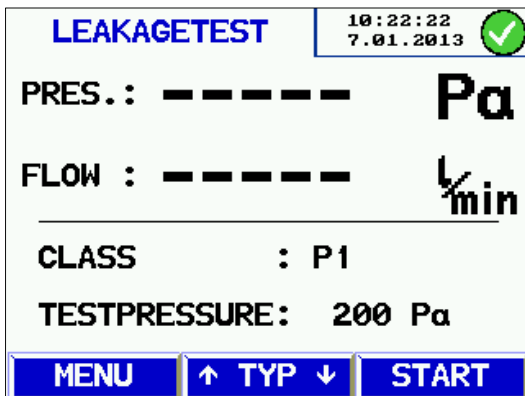 LEAKAGETEST
10:22:22
7.01.2013
PRES.: ----- Pa
FLOW : ----- l/min
CLASS : P1
TESTPRESSURE: 200 Pa
MENU ↑ TYP ↓ START